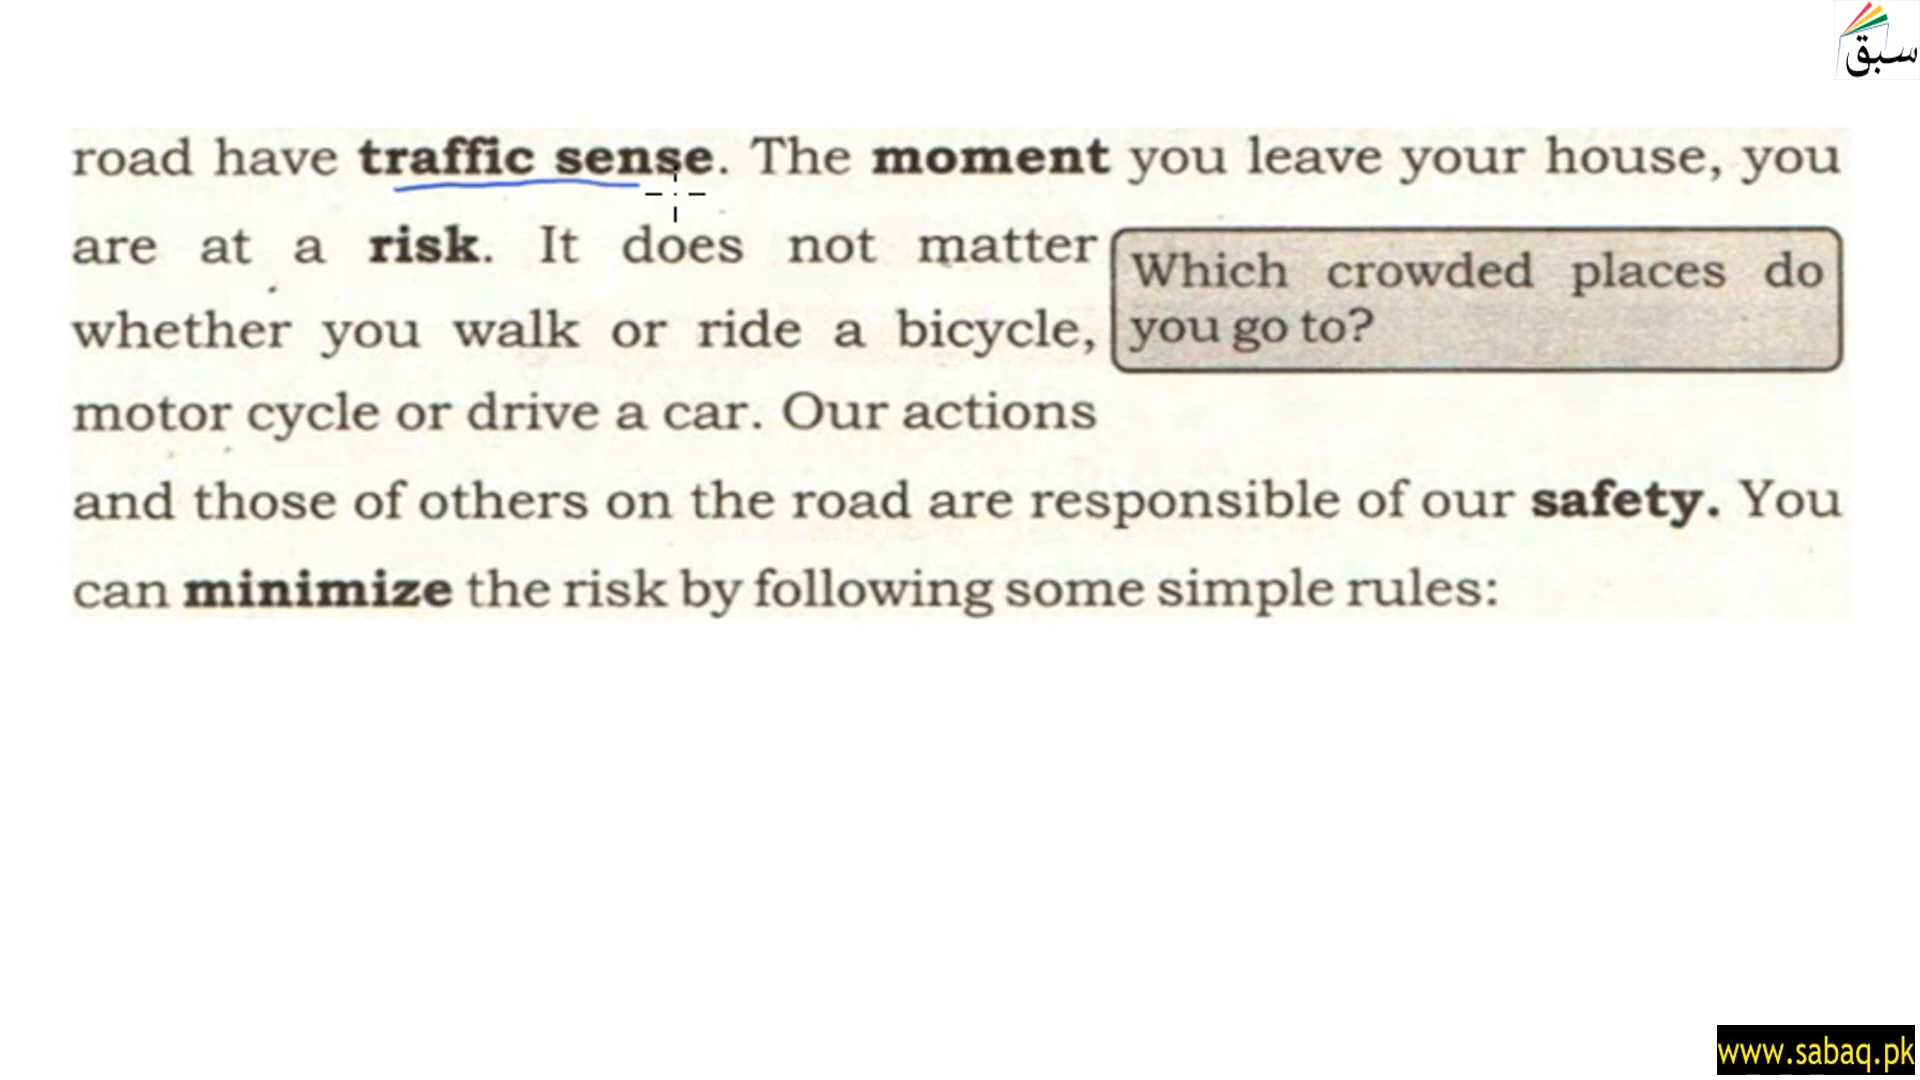 سبق
road have traffic sense. The moment you leave your house, you
are at a risk. It does not matter
whether you walk or ride a bicycle,
motor cycle or drive a car. Our actions
Which crowded places do
you go to?
and those of others on the road are responsible of our safety. You
can minimize the risk by following some simple rules:
www.sabaq.pk